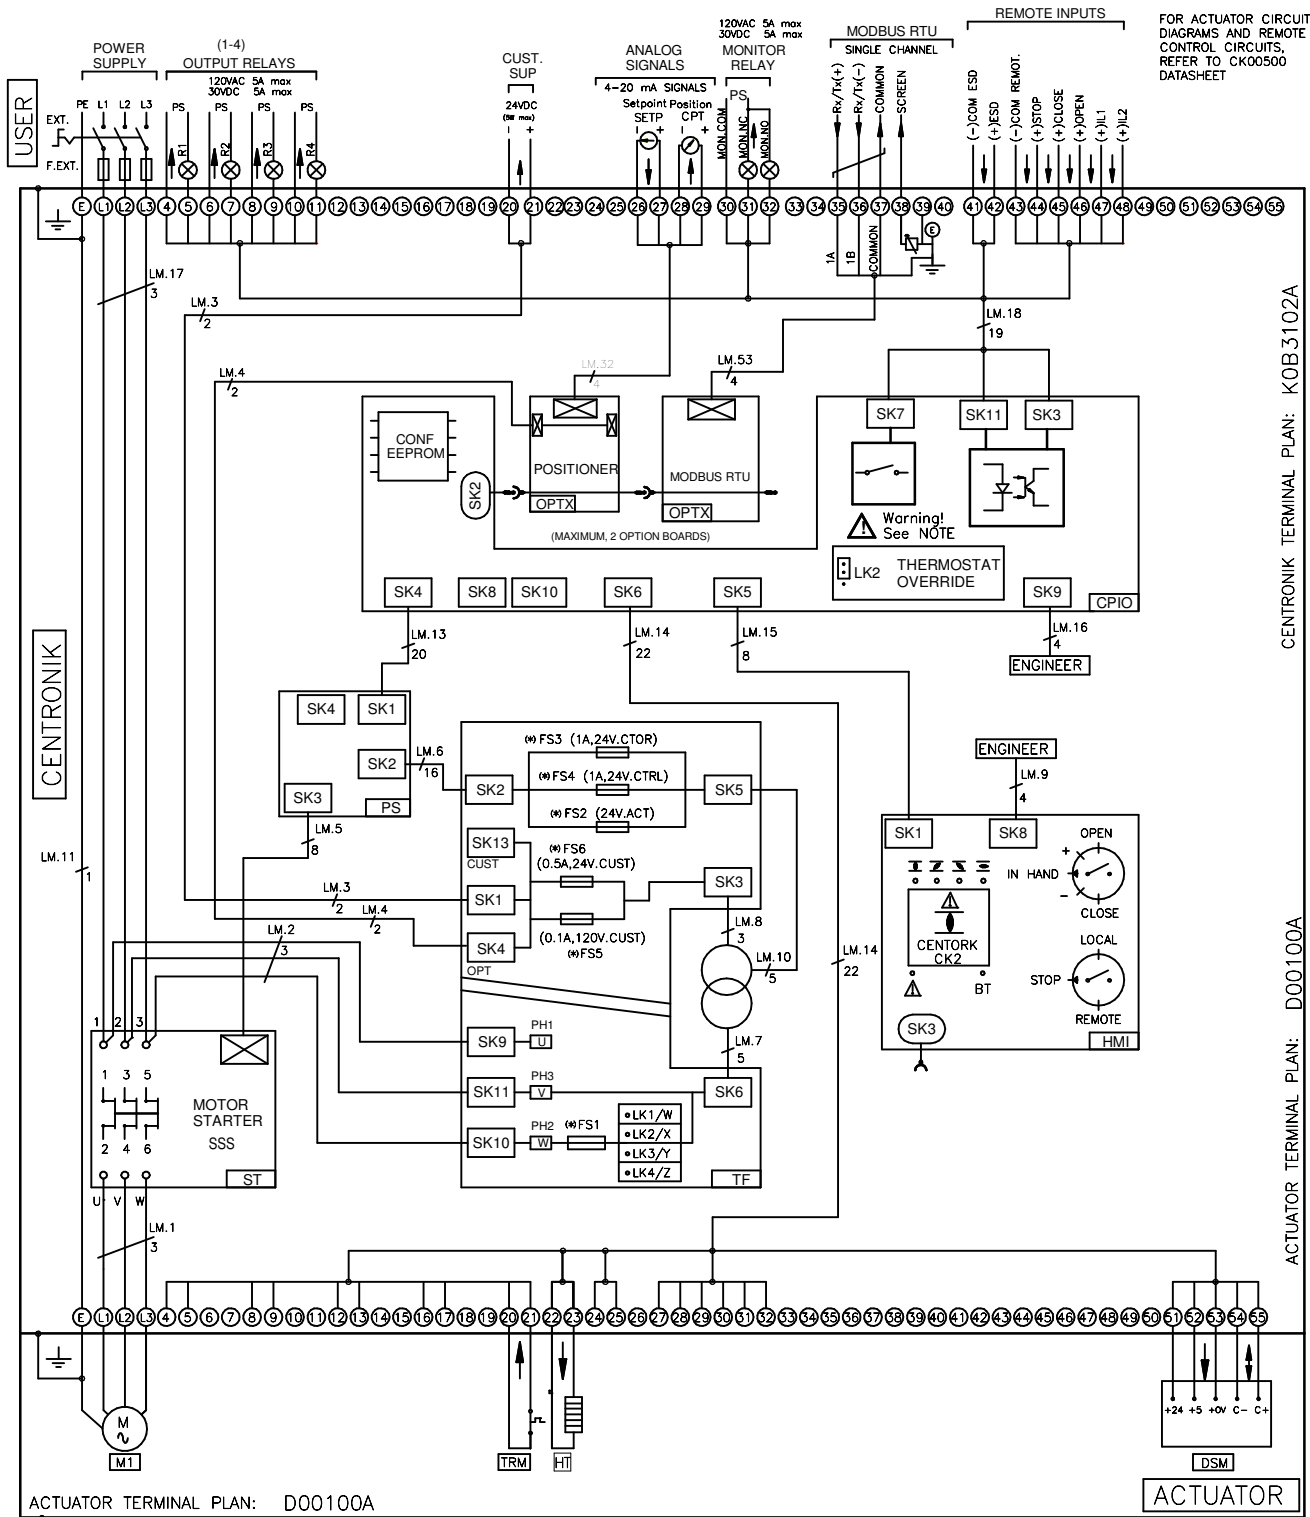 REMOTE INPUTS
FOR ACTUATOR CIRCUIT
DIAGRAMS AND REMOTE
CONTROL CIRCUITS,
REFER TO CK00500
DATASHEET
POWER
SUPPLY
(1-4)
OUTPUT RELAYS
120VAC 5A max
30VDC 5A max
CUST.
SUP
24VDC
(5W max)
- +
ANALOG
SIGNALS
4-20 mA SIGNALS
Setpoint Position
SETP CPT
- + - +
120VAC 5A max
30VDC 5A max
MONITOR
RELAY
PS
MON.COM
MON.NC
MON.NO
MODBUS RTU
SINGLE CHANNEL
Rx/Tx(+)
Rx/Tx(-)
COMMON
SCREEN
(-)COM ESD
(+)ESD
(-)COM REMOT.
(+)STOP
(+)CLOSE
(+)OPEN
(+)IL1
(+)IL2
USER
PE L1 L2 L3 PS PS PS PS
EXT.
F.EXT.
R1 R2 R3 R4
E L1 L2 L3 4 5 6 7 8 9 10 11 12 13 14 15 16 17 18 19 20 21 22 23 24 25 26 27 28 29 30 31 32 33 34 35 36 37 38 39 40 41 42 43 44 45 46 47 48 49 50 51 52 53 54 55
1A
1B
COMMON
E
LM.17
3
LM.3
2
LM.18
19
LM.4
2
LM.32
4
LM.53
4
CENTRONIK TERMINAL PLAN: K0B3102A
CONF
EEPROM
SK2
POSITIONER
OPTX
MODBUS RTU
OPTX
(MAXIMUM, 2 OPTION BOARDS)
SK7
SK11
SK3
Warning!
See NOTE
LK2
THERMOSTAT
OVERRIDE
SK4
SK8
SK10
SK6
SK5
SK9
CPIO
LM.13
20
LM.14
22
LM.15
8
LM.16
4
ENGINEER
CENTRONIK
SK4
SK1
SK2
SK3
PS
LM.6
16
LM.5
8
LM.11
1
(*)FS3 (1A,24V.CTOR)
(*)FS4 (1A,24V.CTRL)
(*)FS2 (24V.ACT)
SK2
SK5
SK13
CUST
(*)FS6
(0.5A,24V.CUST)
SK1
SK3
SK4
OPT
(0.1A,120V.CUST)
(*)FS5
LM.3
2
LM.4
2
LM.2
3
LM.8
3
LM.10
5
LM.7
5
LM.14
22
SK9
PH1
U
SK11
PH3
V
SK6
SK10
PH2
W
(*)FS1
LK1/W
LK2/X
LK3/Y
LK4/Z
TF
ENGINEER
LM.9
4
SK1
SK8
OPEN
+
IN HAND
-
CLOSE
CENTORK
CK2
BT
LOCAL
STOP
REMOTE
SK3
HMI
1 2 3
1 3 5
2 4 6
MOTOR
STARTER
SSS
ST
U V W
LM.1
3
ACTUATOR TERMINAL PLAN: D00100A
E L1 L2 L3 4 5 6 7 8 9 10 11 12 13 14 15 16 17 18 19 20 21 22 23 24 25 26 27 28 29 30 31 32 33 34 35 36 37 38 39 40 41 42 43 44 45 46 47 48 49 50 51 52 53 54 55
M
M1
TRM
HT
+24 +5 +0V C- C+
DSM
ACTUATOR TERMINAL PLAN: D00100A
ACTUATOR